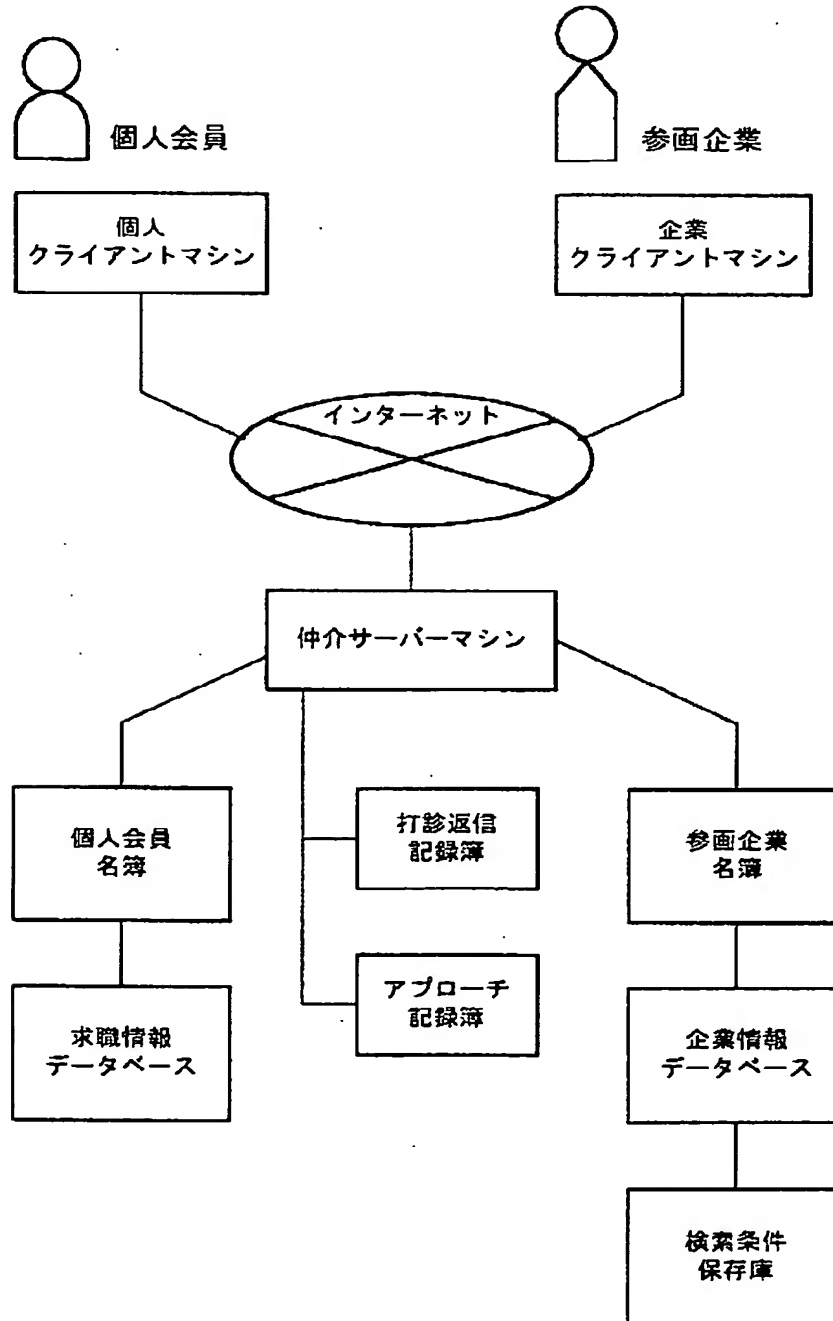 個人会員
参画企業
個人
クライアントマシン
企業
クライアントマシン
インターネット
仲介サーバーマシン
個人会員
名簿
打診返信
記録簿
参画企業
名簿
求職情報
データベース
アプローチ
記録簿
企業情報
データベース
検索条件
保存庫